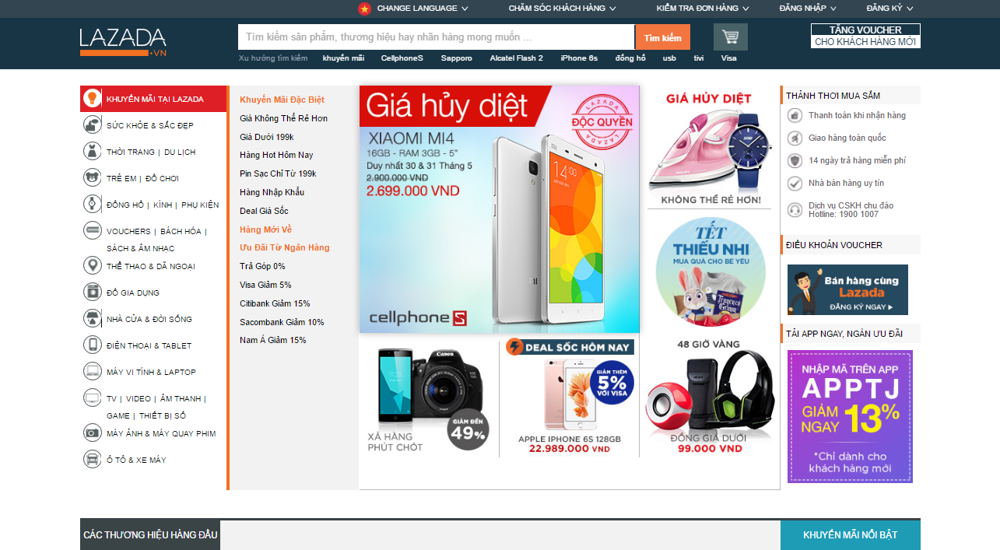 CHANGE LANGUAGE
CHĂM SÓC KHÁCH HÀNG
KIỂM TRA ĐƠN HÀNG
ĐĂNG NHẬP
ĐĂNG KÝ
LAZADA
.VN
Tìm kiếm sản phẩm, thương hiệu hay nhãn hàng mong muốn ...
Tìm kiếm
TẶNG VOUCHER
CHO KHÁCH HÀNG MỚI
Xu hướng tìm kiếm khuyến mãi CellphoneS Sapporo Alcatel Flash 2 iPhone 6s đồng hồ usb tivi Visa
KHUYẾN MÃI TẠI LAZADA
SỨC KHỎE & SẮC ĐẸP
THỜI TRANG | DU LỊCH
TRẺ EM | ĐỒ CHƠI
ĐỒNG HỒ | KÍNH | PHỤ KIỆN
VOUCHERS | BÁCH HÓA |
SÁCH & ÂM NHẠC
THỂ THAO & DÃ NGOẠI
ĐỒ GIA DỤNG
NHÀ CỬA & ĐỜI SỐNG
ĐIỆN THOẠI & TABLET
MÁY VI TÍNH & LAPTOP
TV | VIDEO | ÂM THANH |
GAME | THIẾT BỊ SỐ
MÁY ẢNH & MÁY QUAY PHIM
Ô TÔ & XE MÁY
Khuyến Mãi Đặc Biệt
Giá Không Thể Rẻ Hơn
Giá Dưới 199k
Hàng Hot Hôm Nay
Pin Sạc Chỉ Từ 199k
Hàng Nhập Khẩu
Deal Giá Sốc
Hàng Mới Về
Ưu Đãi Từ Ngân Hàng
Trả Góp 0%
Visa Giảm 5%
Citibank Giảm 15%
Sacombank Giảm 10%
Nam Á Giảm 15%
Giá hủy diệt
LAZADA
ĐỘC QUYỀN
LAZADA
XIAOMI MI4
16GB - RAM 3GB - 5"
Duy nhất 30 & 31 Tháng 5
2.900.000 VND
2.699.000 VND
14:00
cellphoneS
GIÁ HỦY DIỆT
KHÔNG THỂ RẺ HƠN!
TẾT
THIẾU NHI
MUA QUÀ CHO BÉ YÊU
Canon
GIẢM ĐẾN
49%
XẢ HÀNG
PHÚT CHÓT
DEAL SỐC HÔM NAY
GIẢM THÊM
5%
VỚI VISA
APPLE IPHONE 6S 128GB
22.989.000 VND
48 GIỜ VÀNG
ĐỒNG GIÁ DƯỚI
99.000 VND
THẢNH THƠI MUA SẮM
Thanh toán khi nhận hàng
Giao hàng toàn quốc
14 ngày trả hàng miễn phí
Nhà bán hàng uy tín
Dịch vụ CSKH chu đáo
Hotline: 1900 1007
ĐIỀU KHOẢN VOUCHER
Bán hàng cùng
Lazada
ĐĂNG KÝ NGAY
TẢI APP NGAY, NGÀN ƯU ĐÃI
NHẬP MÃ TRÊN APP
APPTJ
GIẢM
NGAY 13%
*Chỉ dành cho
khách hàng mới
CÁC THƯƠNG HIỆU HÀNG ĐẦU
KHUYẾN MÃI NỔI BẬT